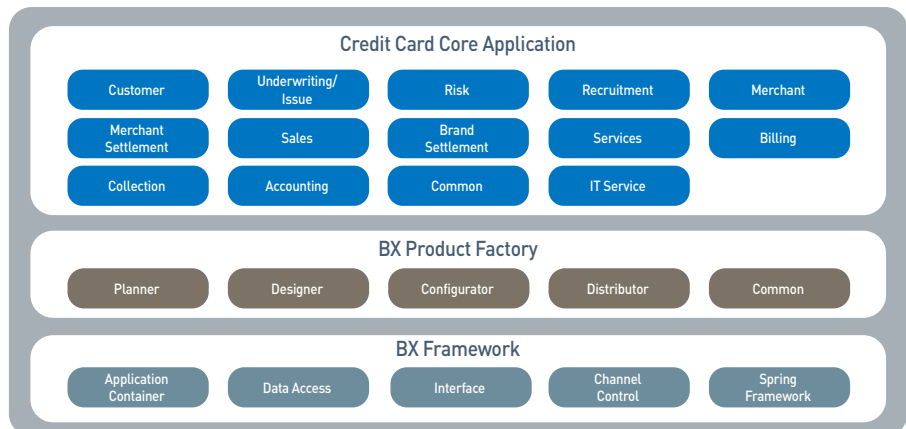 Credit Card Core Application
Customer
Underwriting/
Issue
Risk
Recruitment
Merchant
Merchant
Settlement
Sales
Brand
Settlement
Services
Billing
Collection
Accounting
Common
IT Service
BX Product Factory
Planner
Designer
Configurator
Distributor
Common
BX Framework
Application
Container
Data Access
Interface
Channel
Control
Spring
Framework